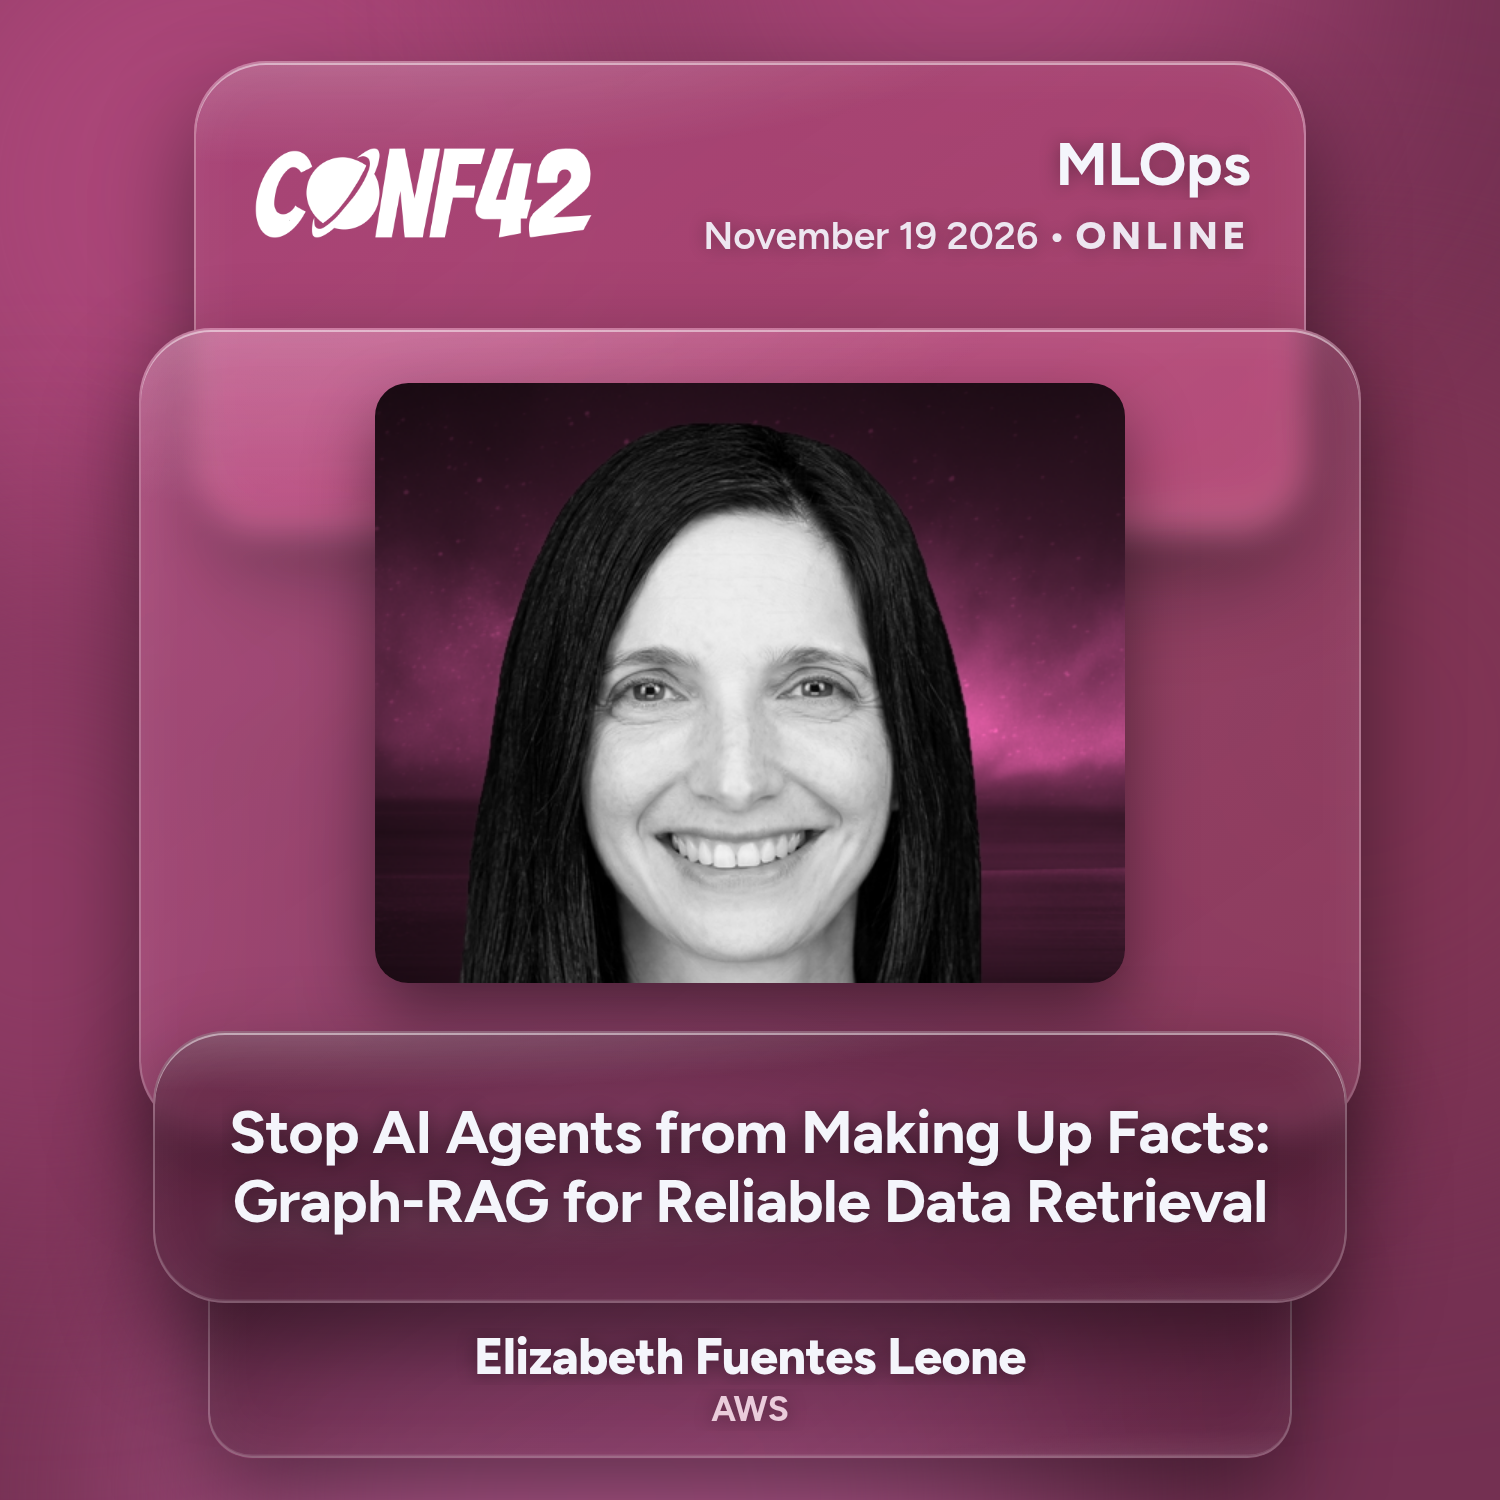 CONF42
MLOps
November 19 2026 • ONLINE
Stop AI Agents from Making Up Facts:
Graph-RAG for Reliable Data Retrieval
Elizabeth Fuentes Leone
AWS